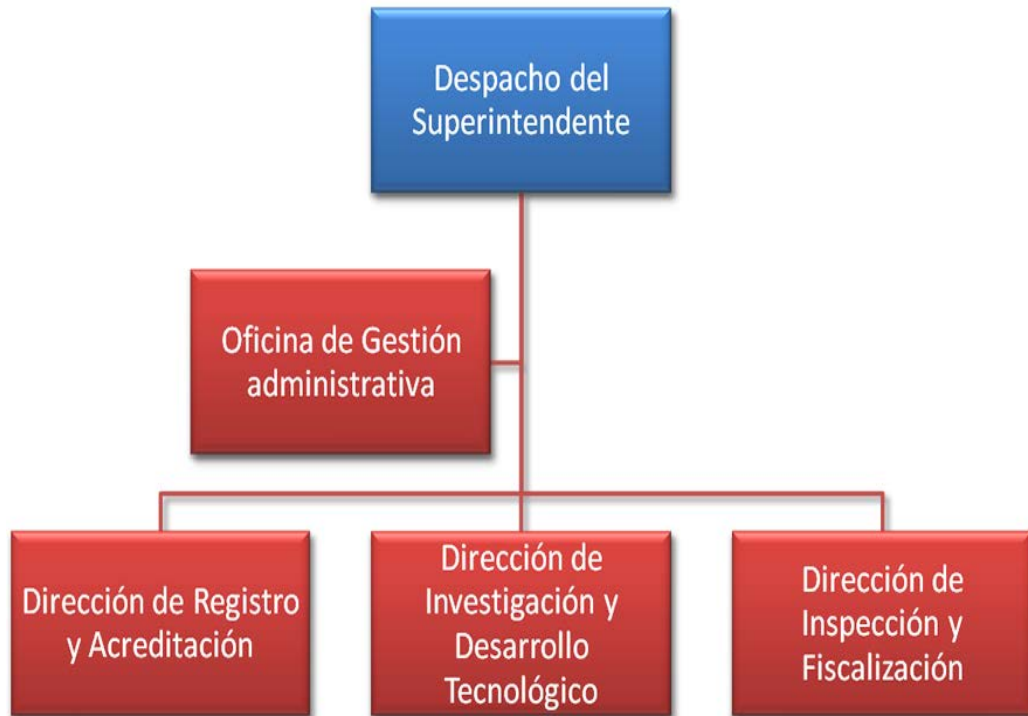 Despacho del
Superintendente
Oficina de Gestión
administrativa
Dirección de Registro
y Acreditación
Dirección de
Investigación y
Desarrollo
Tecnológico
Dirección de
Inspección y
Fiscalización